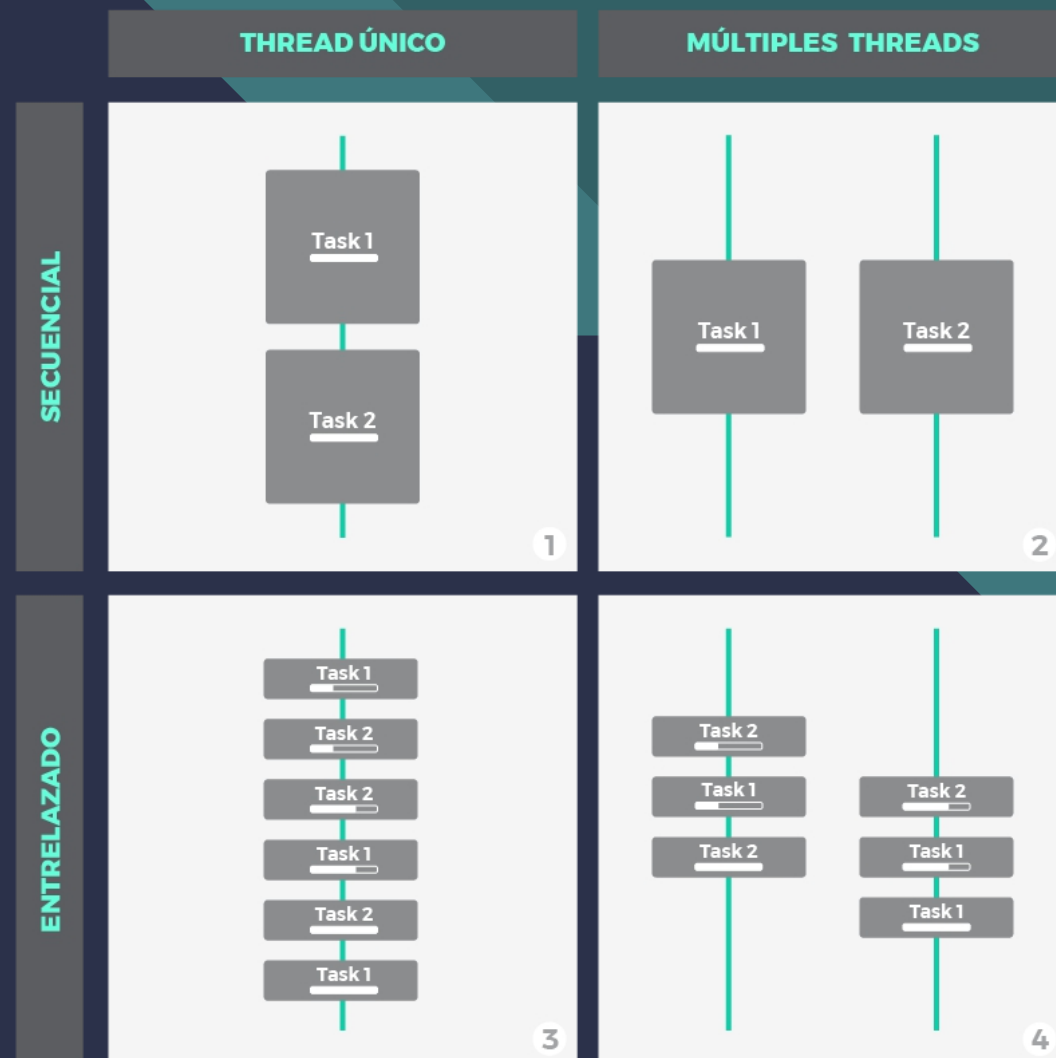 THREAD ÚNICO
MÚLTIPLES THREADS
SECUENCIAL
Task 1
Task 2
1
Task 1
Task 2
2
ENTRELAZADO
Task 1
Task 2
Task 2
Task 1
Task 2
Task 1
3
Task 2
Task 1
Task 2
Task 2
Task 1
Task 1
4